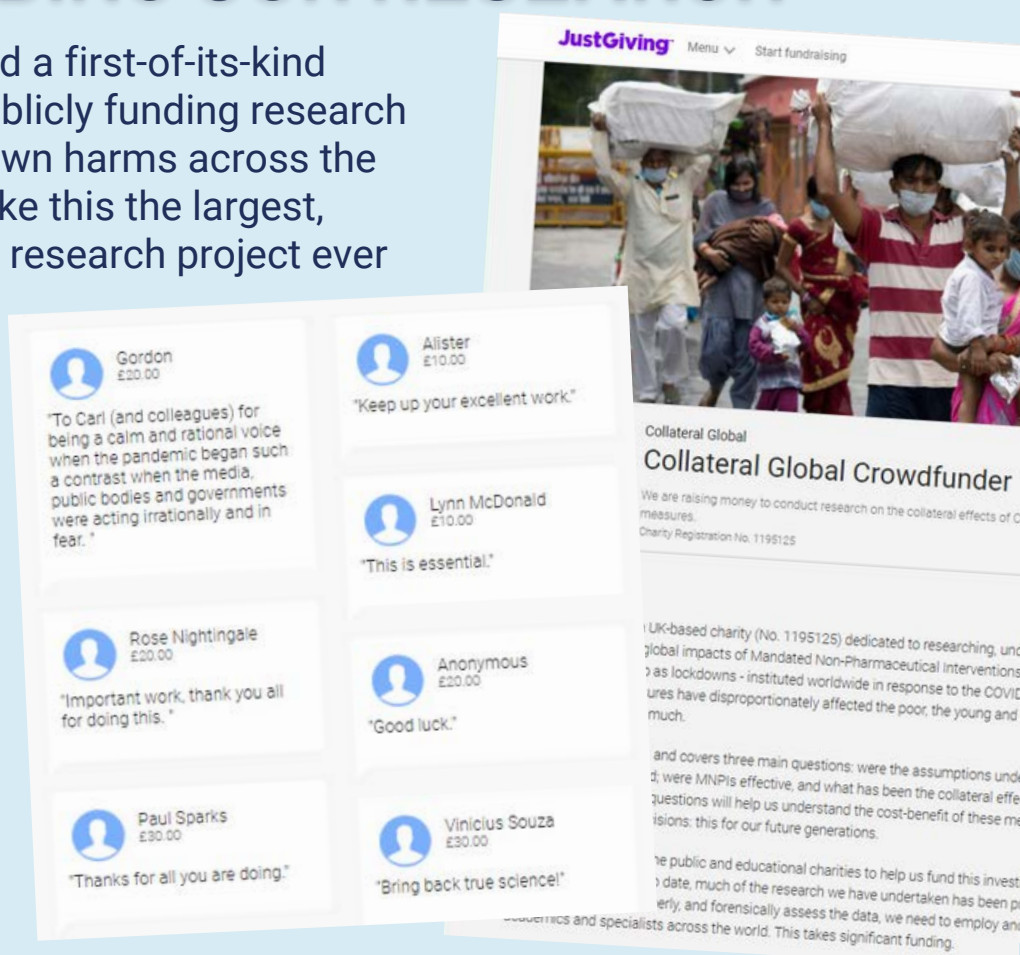 OUR RESEARCH
d a first-of-its-kind
blicly funding research
wn harms across the
ke this the largest,
research project ever
JustGiving™ Menu Start fundraising
Gordon
£20.00
"To Carl (and colleagues) for
being a calm and rational voice
when the pandemic began such
a contrast when the media,
public bodies and governments
were acting irrationally and in
fear. "
Rose Nightingale
£20.00
"Important work, thank you all
for doing this. "
Paul Sparks
£30.00
"Thanks for all you are doing."
Alister
£10.00
"Keep up your excellent work."
Lynn McDonald
£10.00
"This is essential."
Anonymous
£20.00
"Good luck."
Vinicius Souza
£30.00
"Bring back true science!"
Collateral Global
Collateral Global Crowdfunder
We are raising money to conduct research on the collateral effects of C
measures.
Charity Registration No. 1195125
UK-based charity (No. 1195125) dedicated to researching, und
global impacts of Mandated Non-Pharmaceutical Interventions
as lockdowns - instituted worldwide in response to the COVID
ures have disproportionately affected the poor, the young and
much.
and covers three main questions: were the assumptions unde
d; were MNPIs effective, and what has been the collateral effe
questions will help us understand the cost-benefit of these me
isions: this for our future generations.
he public and educational charities to help us fund this invest
date, much of the research we have undertaken has been p
erly, and forensically assess the data, we need to employ and
academics and specialists across the world. This takes significant funding.